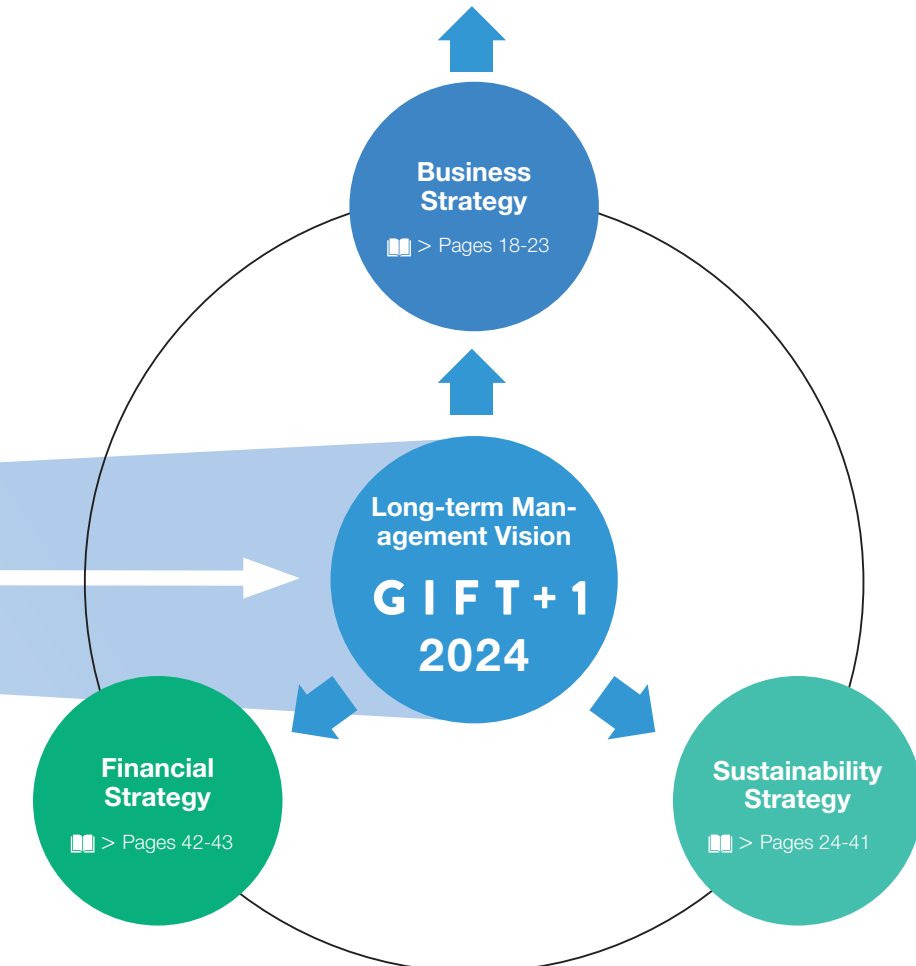 Business
Strategy
> Pages 18-23
Long-term Man-
agement Vision
GIFT+1
2024
Financial
Strategy
> Pages 42-43
Sustainability
Strategy
> Pages 24-41